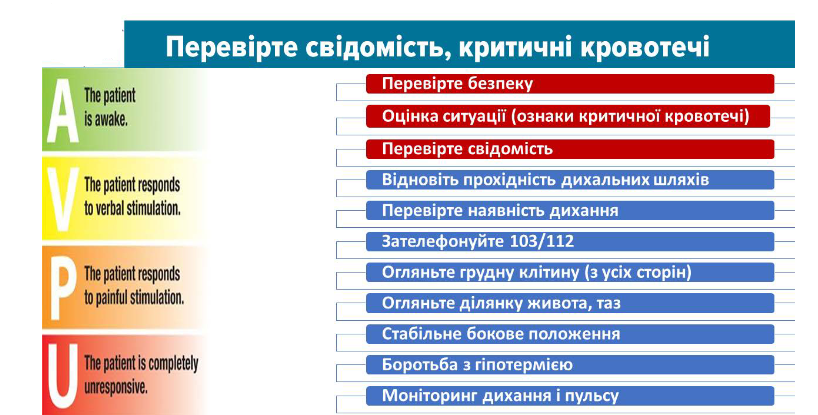 Перевірте свідомість, критичні кровотечі
A
The patient
is awake.
V
The patient responds
to verbal stimulation.
P
The patient responds
to painful stimulation.
U
The patient is completely
unresponsive.
Перевірте безпеку
Оцінка ситуації (ознаки критичної кровотечі)
Перевірте свідомість
Відновіть прохідність дихальних шляхів
Перевірте наявність дихання
Зателефонуйте 103/112
Огляньте грудну клітину (з усіх сторін)
Огляньте ділянку живота, таз
Стабільне бокове положення
Боротьба з гіпотермією
Моніторинг дихання і пульсу